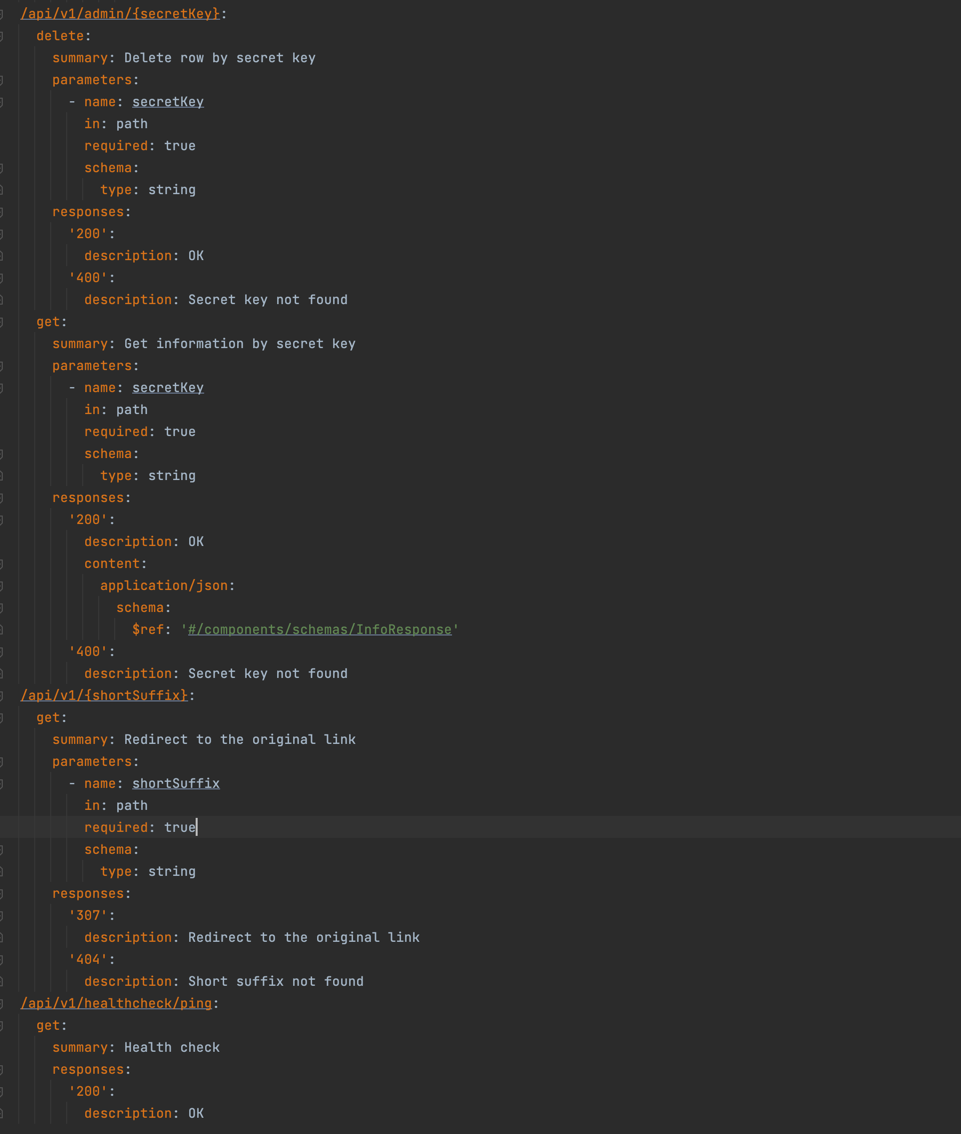 /api/v1/admin/{secretKey}:
  delete:
    summary: Delete row by secret key
    parameters:
      - name: secretKey
        in: path
        required: true
        schema:
          type: string
    responses:
      '200':
        description: OK
      '400':
        description: Secret key not found
  get:
    summary: Get information by secret key
    parameters:
      - name: secretKey
        in: path
        required: true
        schema:
          type: string
    responses:
      '200':
        description: OK
        content:
          application/json:
            schema:
              $ref: '#/components/schemas/InfoResponse'
      '400':
        description: Secret key not found
/api/v1/{shortSuffix}:
  get:
    summary: Redirect to the original link
    parameters:
      - name: shortSuffix
        in: path
        required: true
        schema:
          type: string
    responses:
      '307':
        description: Redirect to the original link
      '404':
        description: Short suffix not found
/api/v1/healthcheck/ping:
  get:
    summary: Health check
    responses:
      '200':
        description: OK